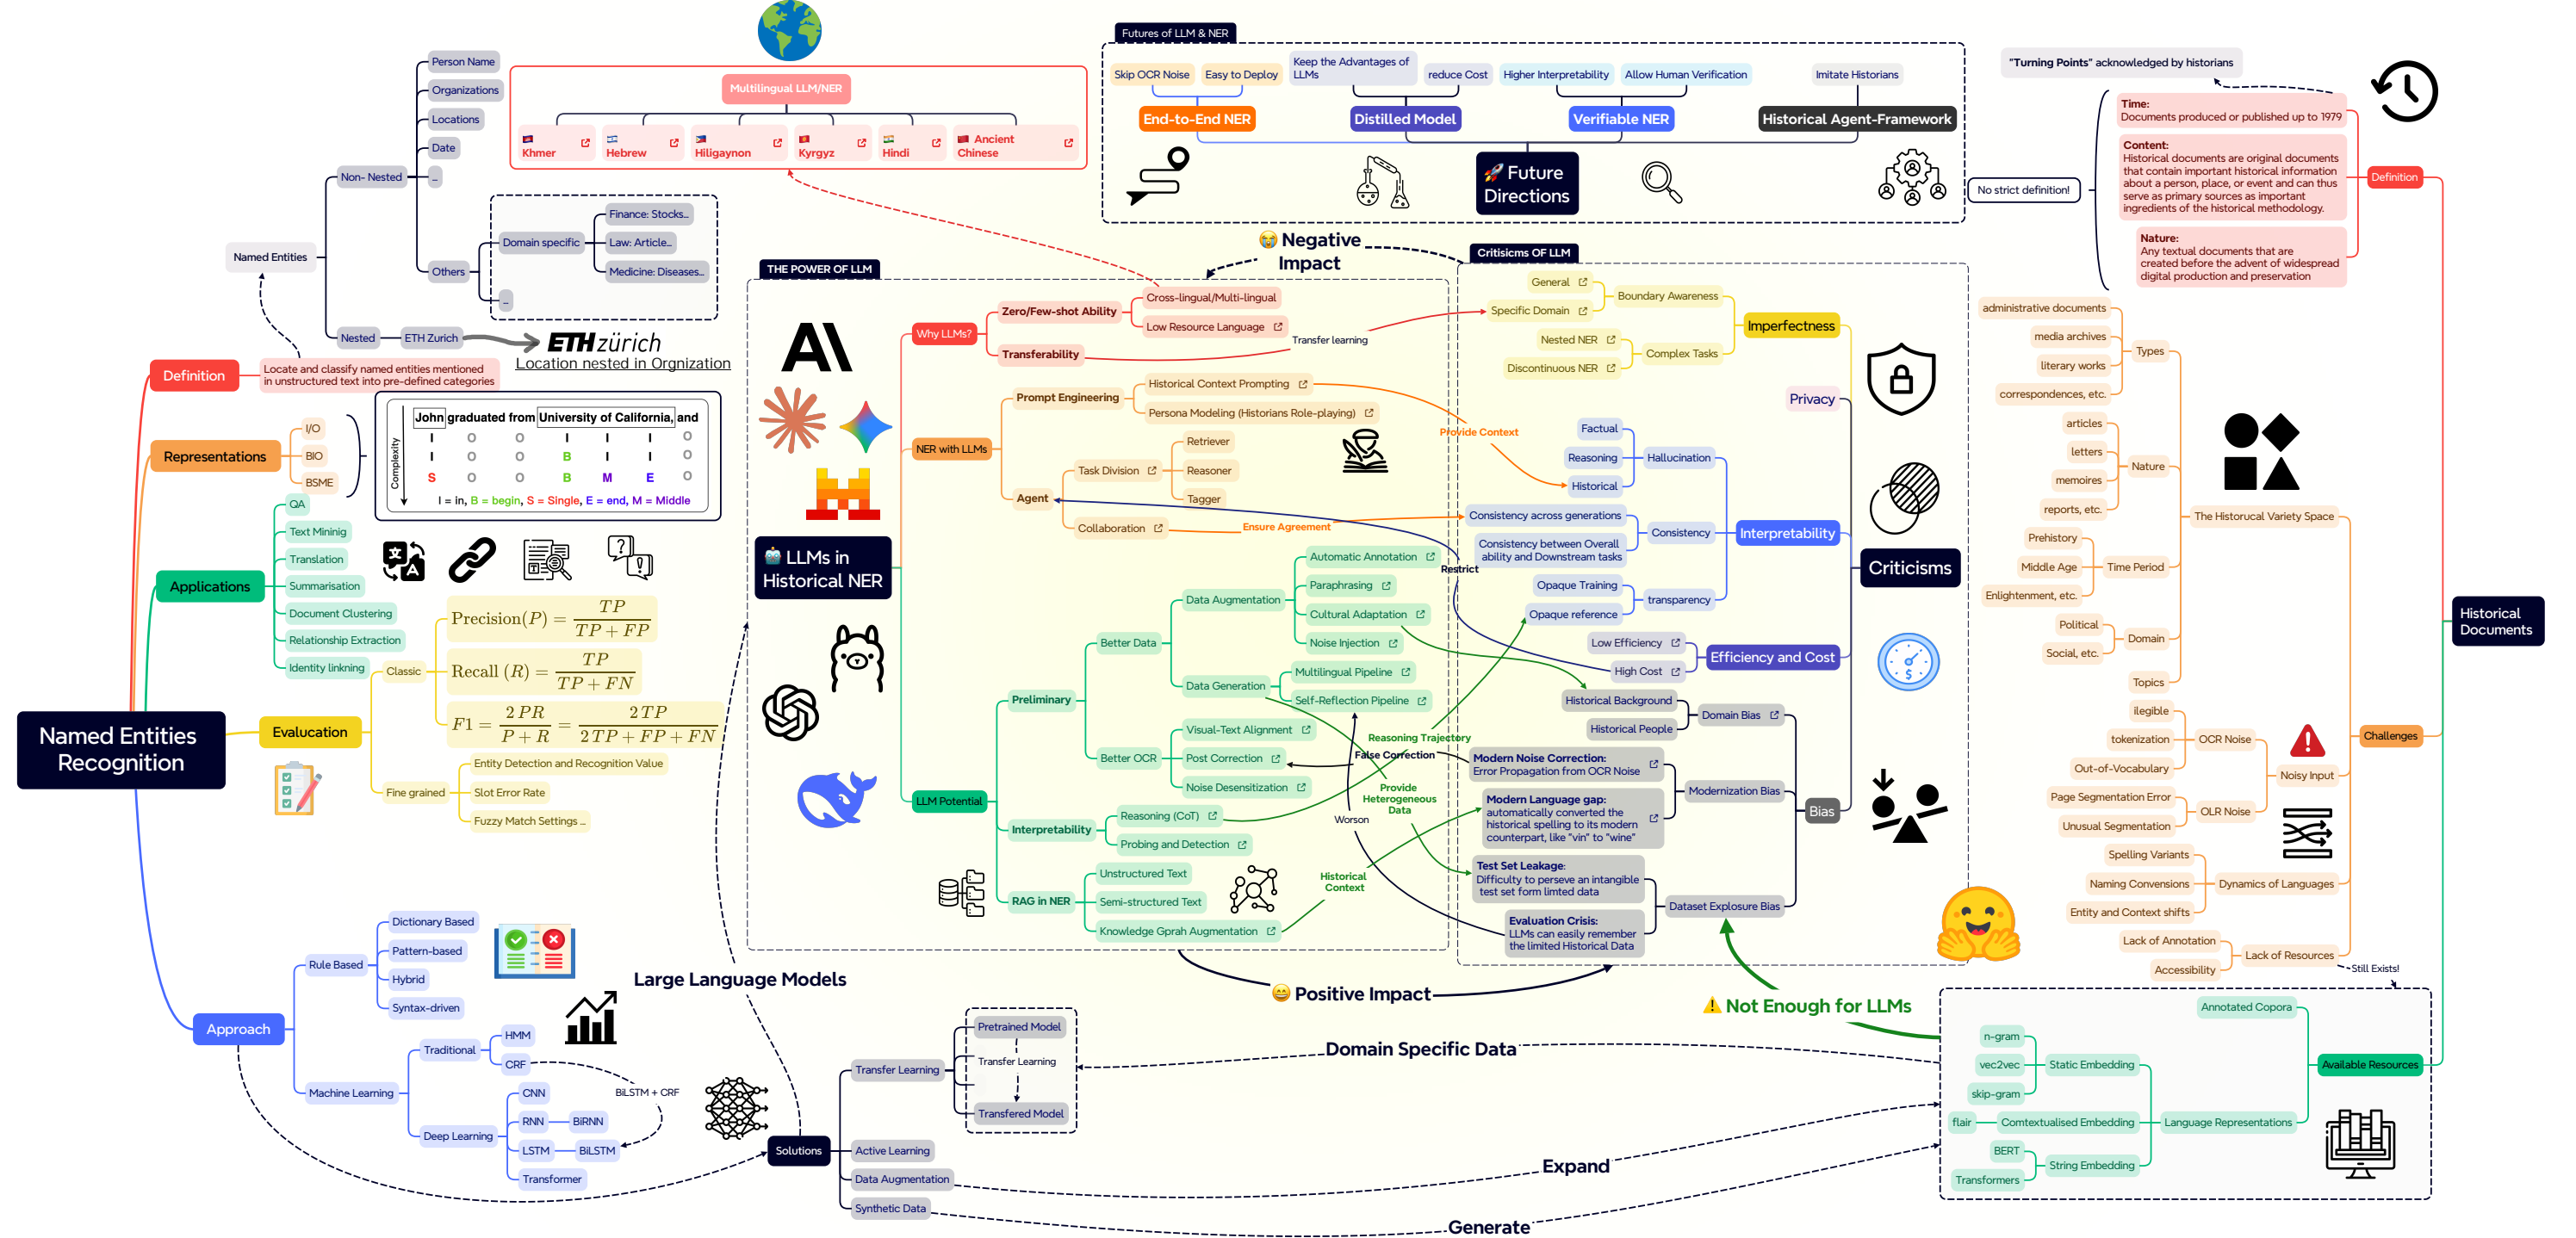 Named Entities
Recognition
Definition
Locate and classify named entities mentioned
in unstructured text into pre-defined categories
Named Entities
Non- Nested
Person Name
Organizations
Locations
Date
...
Others
Domain specific
Finance: Stocks...
Law: Article...
Medicine: Diseases...
...
Nested
ETH Zurich
ETH zürich
Location nested in Orgnization
Representations
I/O
BIO
BSME
Complexity
John graduated from University of California, and
I O O I I I O
I O O B I I O
S O O B M E O
I = in, B = begin, S = Single, E = end, M = Middle
Applications
QA
Text Mininig
Translation
Summarisation
Document Clustering
Relationship Extraction
Identity linkning
Evalucation
Classic
Precision(P) = TP / TP + FP
Recall (R) = TP / TP + FN
F1 = 2 PR / P + R = 2 TP / 2 TP + FP + FN
Fine grained
Entity Detection and Recognition Value
Slot Error Rate
Fuzzy Match Settings ...
Approach
Rule Based
Dictionary Based
Pattern-based
Hybrid
Syntax-driven
Machine Learning
Traditional
HMM
CRF
BiLSTM + CRF
Deep Learning
CNN
RNN
BiRNN
LSTM
BiLSTM
Transformer
Large Language Models
Solutions
Transfer Learning
Pretrained Model
Transfer Learning
Transfered Model
Active Learning
Data Augmentation
Synthetic Data
Domain Specific Data
Expand
Generate
Multilingual LLM/NER
Khmer
Hebrew
Hiligaynon
Kyrgyz
Hindi
Ancient
Chinese
Futures of LLM & NER
Skip OCR Noise
Easy to Deploy
End-to-End NER
Keep the Advantages of
LLMs
reduce Cost
Distilled Model
Higher Interpretability
Allow Human Verification
Verifiable NER
Imitate Historians
Historical Agent-Framework
🚀 Future
Directions
😭 Negative
Impact
THE POWER OF LLM
🤖 LLMs in
Historical NER
Why LLMs?
Zero/Few-shot Ability
Cross-lingual/Multi-lingual
Low Resource Language
Transferability
Transfer learning
NER with LLMs
Prompt Engineering
Historical Context Prompting
Persona Modeling (Historians Role-playing)
Provide Context
Agent
Task Division
Retriever
Reasoner
Tagger
Collaboration
Ensure Agreement
Restrict
LLM Potential
Preliminary
Better Data
Data Augmentation
Automatic Annotation
Paraphrasing
Cultural Adaptation
Noise Injection
Data Generation
Multilingual Pipeline
Self-Reflection Pipeline
Better OCR
Visual-Text Alignment
Post Correction
Noise Desensitization
Reasoning Trajectory
False Correction
Provide
Heterogeneous
Data
Worson
Interpretability
Reasoning (CoT)
Probing and Detection
RAG in NER
Unstructured Text
Semi-structured Text
Knowledge Gprah Augmentation
Historical
Context
😄 Positive Impact
Critisicms OF LLM
Criticisms
Imperfectness
Boundary Awareness
General
Specific Domain
Complex Tasks
Nested NER
Discontinuous NER
Privacy
Interpretability
Hallucination
Factual
Reasoning
Historical
Consistency
Consistency across generations
Consistency between Overall
ability and Downstream tasks
transparency
Opaque Training
Opaque reference
Efficiency and Cost
Low Efficiency
High Cost
Bias
Domain Bias
Historical Background
Historical People
Modernization Bias
Modern Noise Correction:
Error Propagation from OCR Noise
Modern Language gap:
automatically converted the
historical spelling to its modern
counterpart, like "vin" to "wine"
Dataset Explosure Bias
Test Set Leakage:
Difficulty to perseve an intangible
test set form limted data
Evaluation Crisis:
LLMs can easily remember
the limited Historical Data
⚠ Not Enough for LLMs
Historical
Documents
Definition
"Turning Points" acknowledged by historians
No strict definition!
Time:
Documents produced or published up to 1979
Content:
Historical documents are original documents
that contain important historical information
about a person, place, or event and can thus
serve as primary sources as important
ingredients of the historical methodology.
Nature:
Any textual documents that are
created before the advent of widespread
digital production and preservation
Challenges
The Historucal Variety Space
Types
administrative documents
media archives
literary works
correspondences, etc.
Nature
articles
letters
memoires
reports, etc.
Time Period
Prehistory
Middle Age
Enlightenment, etc.
Domain
Political
Social, etc.
Topics
Noisy Input
OCR Noise
ilegible
tokenization
Out-of-Vocabulary
OLR Noise
Page Segmentation Error
Unusual Segmentation
Dynamics of Languages
Spelling Variants
Naming Convensions
Entity and Context shifts
Lack of Resources
Lack of Annotation
Accessibility
Still Exists!
Available Resources
Annotated Copora
Language Representations
Static Embedding
n-gram
vec2vec
skip-gram
Comtextualised Embedding
flair
String Embedding
BERT
Transformers